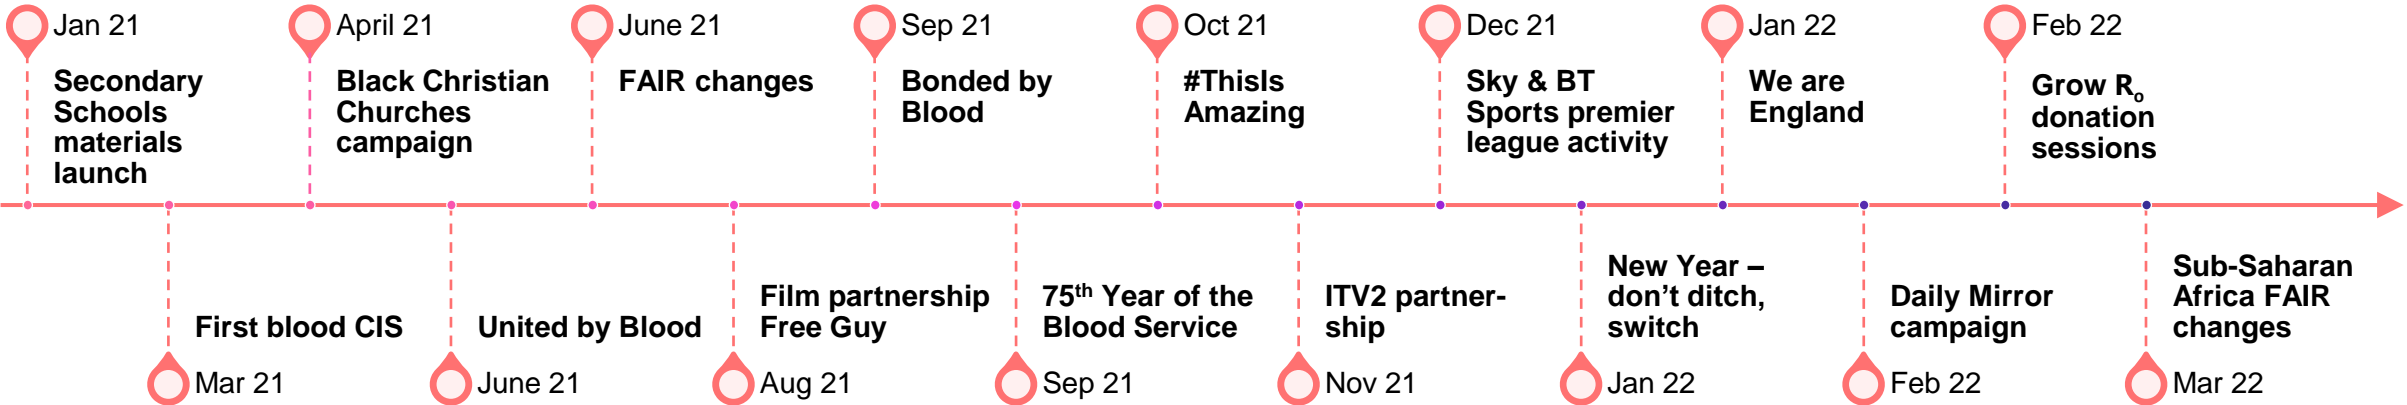 Jan 21
Secondary
Schools
materials
launch
Mar 21
First blood CIS
April 21
Black Christian
Churches
campaign
June 21
United by Blood
June 21
FAIR changes
Aug 21
Film partnership
Free Guy
Sep 21
Bonded by
Blood
Sep 21
75th Year of the
Blood Service
Oct 21
#ThisIs
Amazing
Nov 21
ITV2 partner-
ship
Dec 21
Sky & BT
Sports premier
league activity
Jan 22
New Year –
don’t ditch,
switch
Jan 22
We are
England
Feb 22
Daily Mirror
campaign
Feb 22
Grow Ro
donation
sessions
Mar 22
Sub-Saharan
Africa FAIR
changes